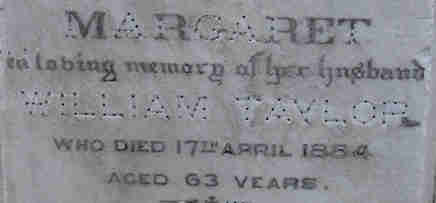 MARGARET
in loving memory of her husband
WILLIAM TAYLOR
WHO DIED 17TH APRIL 1884
AGED 63 YEARS.